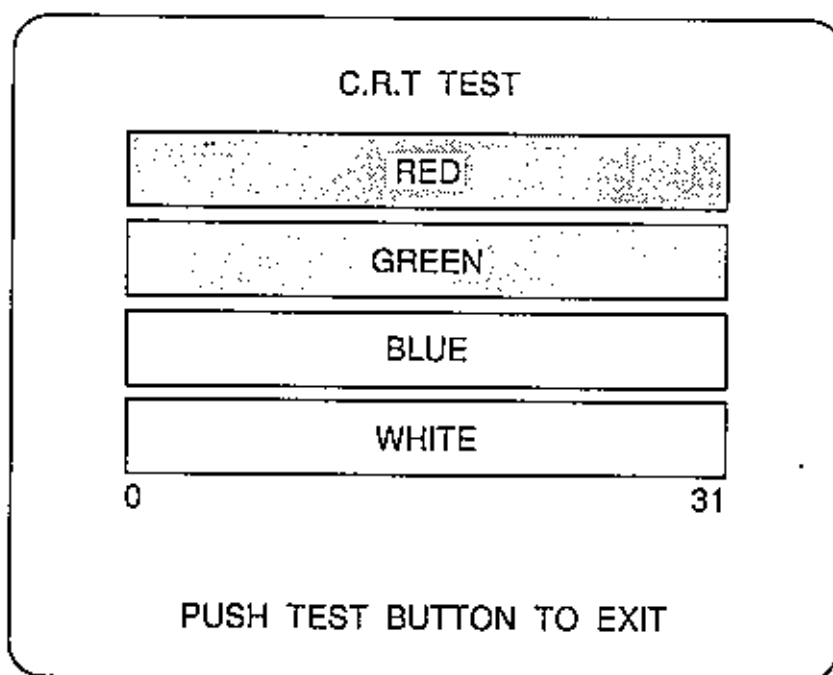 C.R.T TEST
RED
GREEN
BLUE
WHITE
0 31
PUSH TEST BUTTON TO EXIT